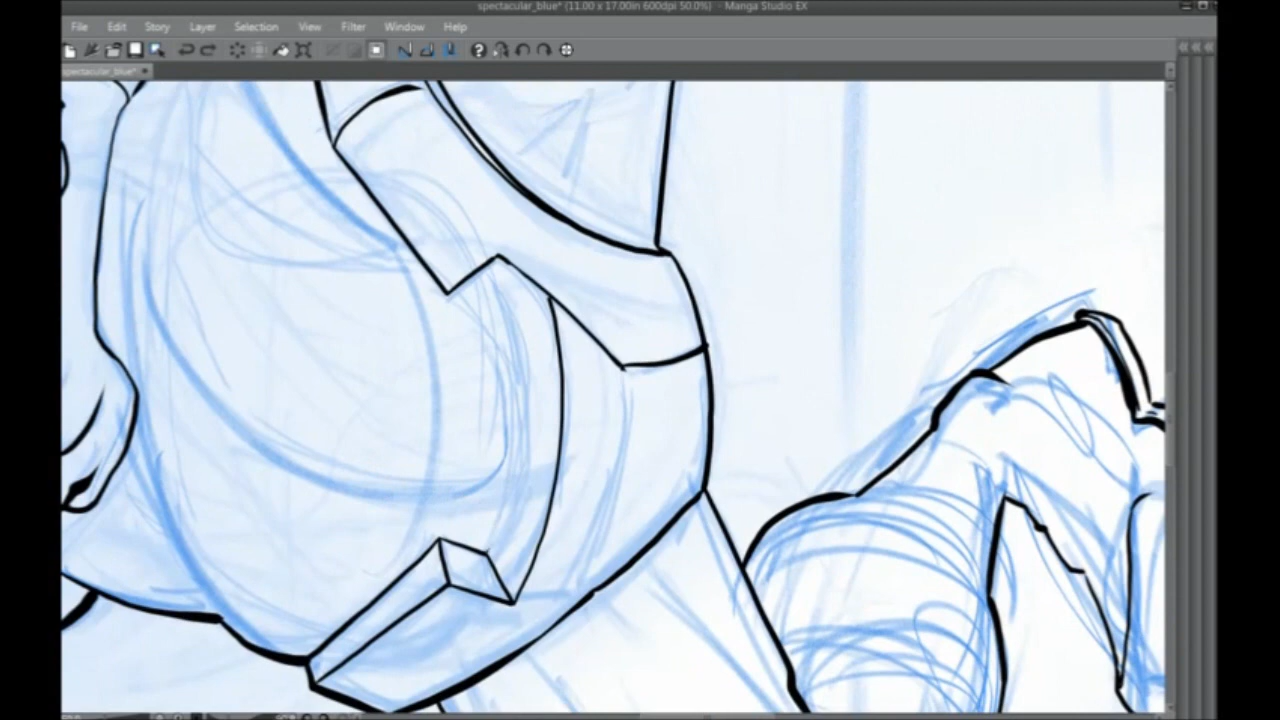 spectacular_blue* (11.00 x 17.00in 600dpi 50.0%) - Manga Studio EX
File Edit Story Layer Selection View Filter Window Help
spectacular_blue*